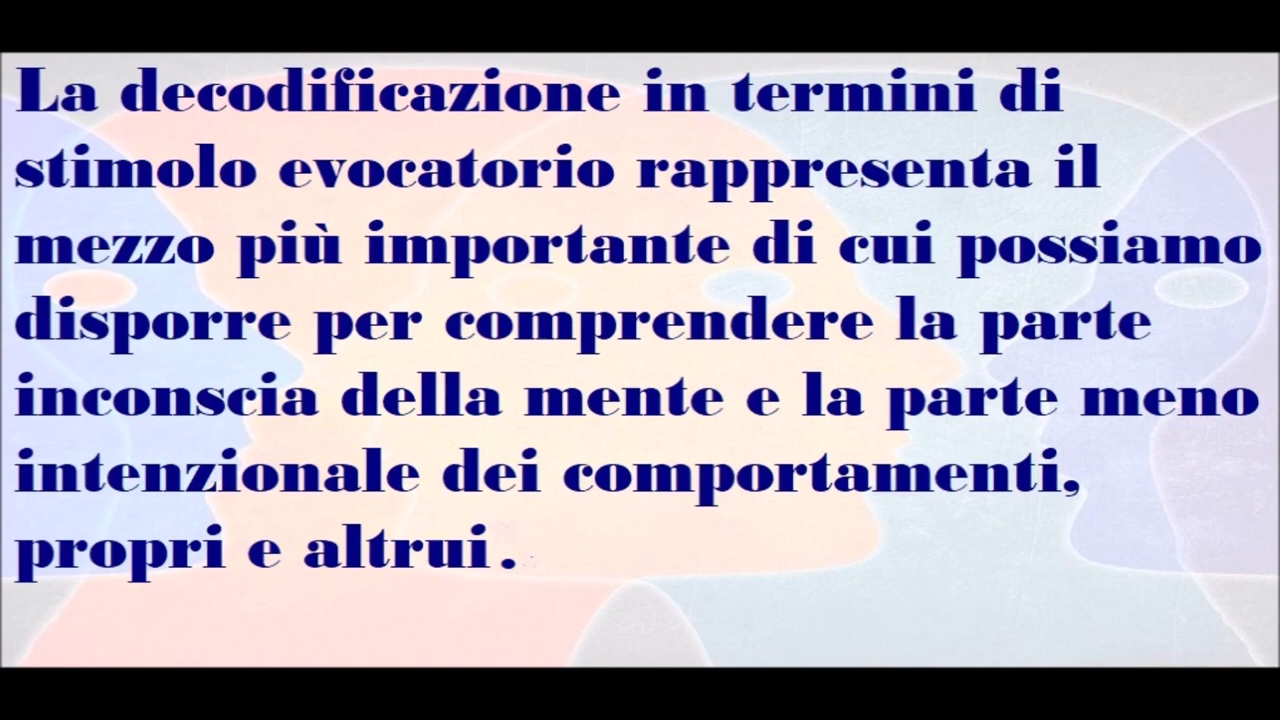 La decodificazione in termini di
stimolo evocatorio rappresenta il
mezzo più importante di cui possiamo
disporre per comprendere la parte
inconscia della mente e la parte meno
intenzionale dei comportamenti,
propri e altrui.